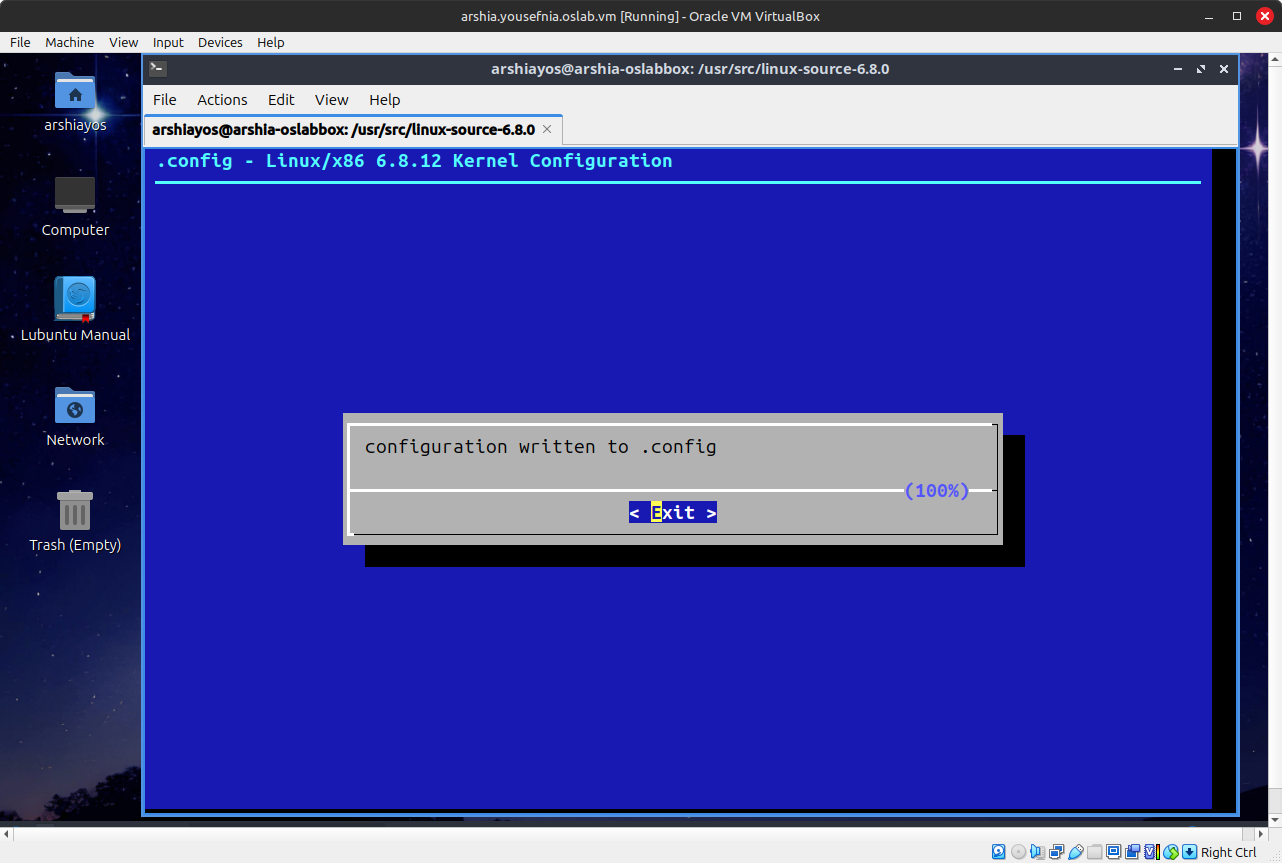 arshia.yousefnia.oslab.vm [Running] - Oracle VM VirtualBox
File Machine View Input Devices Help
arshiayos@arshia-oslabbox: /usr/src/linux-source-6.8.0
File Actions Edit View Help
arshiayos@arshia-oslabbox: /usr/src/linux-source-6.8.0
.config - Linux/x86 6.8.12 Kernel Configuration
configuration written to .config
(100%)
< Exit >
arshiayos
Computer
Lubuntu Manual
Network
Trash (Empty)
Right Ctrl